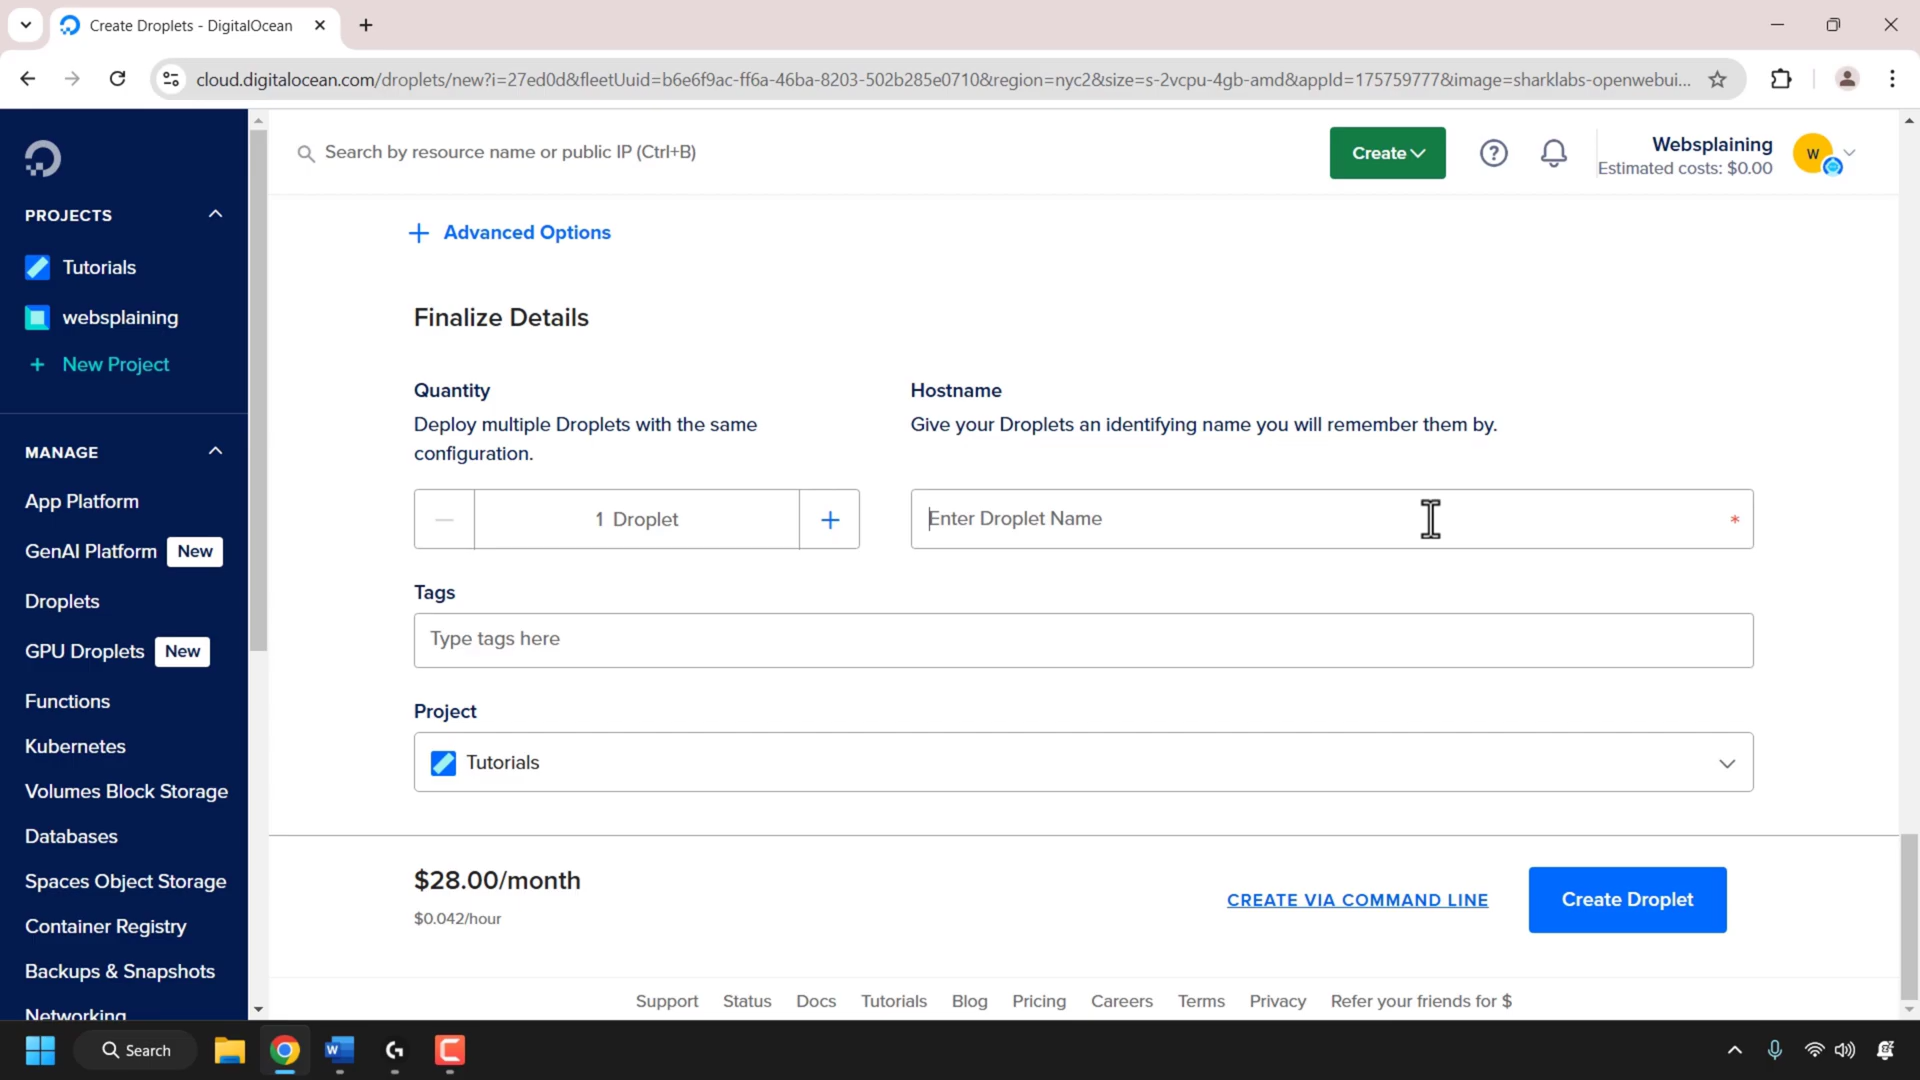 Create Droplets - DigitalOcean
cloud.digitalocean.com/droplets/new?i=27ed0d&fleetUuid=b6e6f9ac-ff6a-46ba-8203-502b285e0710&region=nyc2&size=s-2vcpu-4gb-amd&appId=175759777&image=sharklabs-openwebui...
Search by resource name or public IP (Ctrl+B)
Create
Websplaining
Estimated costs: $0.00
W
PROJECTS
Tutorials
websplaining
+ New Project
MANAGE
App Platform
GenAI Platform New
Droplets
GPU Droplets New
Functions
Kubernetes
Volumes Block Storage
Databases
Spaces Object Storage
Container Registry
Backups & Snapshots
Networking
+ Advanced Options
Finalize Details
Quantity
Deploy multiple Droplets with the same
configuration.
1 Droplet
Hostname
Give your Droplets an identifying name you will remember them by.
Enter Droplet Name *
Tags
Type tags here
Project
Tutorials
$28.00/month
$0.042/hour
CREATE VIA COMMAND LINE
Create Droplet
Support Status Docs Tutorials Blog Pricing Careers Terms Privacy Refer your friends for $
Search